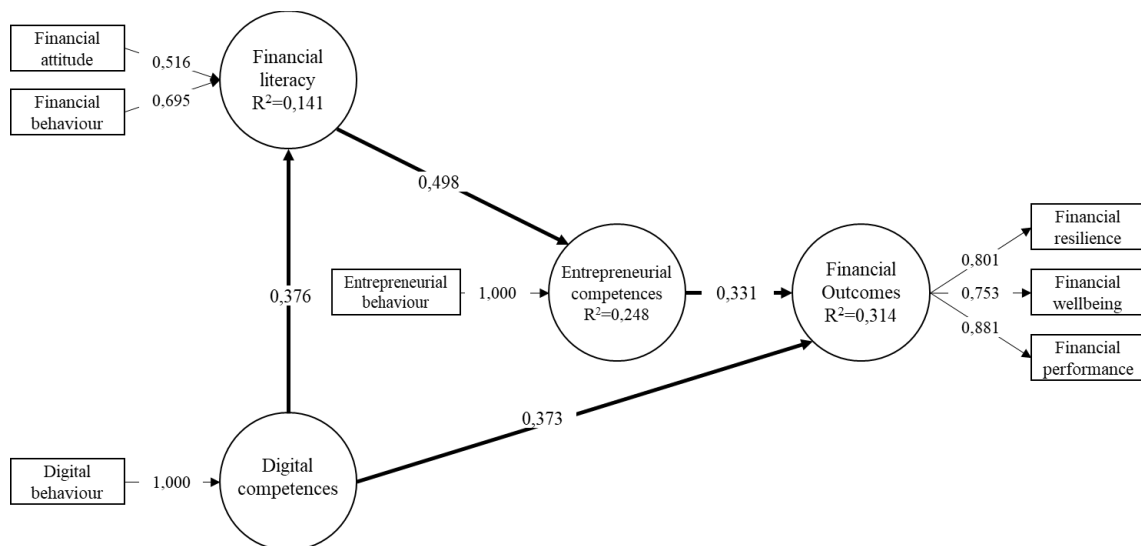 Financial
attitude
0,516
Financial
behaviour
0,695
Financial
literacy
R²=0,141
0,498
0,376
Entrepreneurial
behaviour
1,000
Entrepreneurial
competences
R²=0,248
0,331
Financial
Outcomes
R²=0,314
0,801
0,753
0,881
Financial
resilience
Financial
wellbeing
Financial
performance
0,373
Digital
behaviour
1,000
Digital
competences